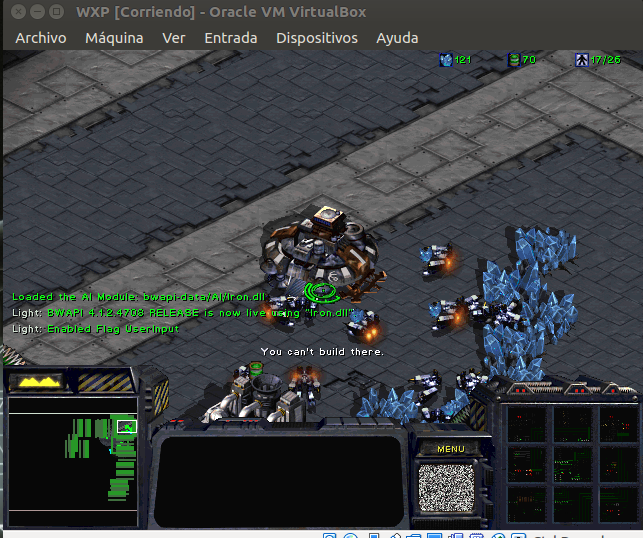 WXP [Corriendo] - Oracle VM VirtualBox
Archivo Máquina Ver Entrada Dispositivos Ayuda
121 70 17/26
Loaded the AI Module: bwapi-data/AI/Iron.dll
Light: BWAPI 4.1.2.4708 RELEASE is now live using "Iron.dll".
Light: Enabled Flag UserInput
You can't build there.
MENU